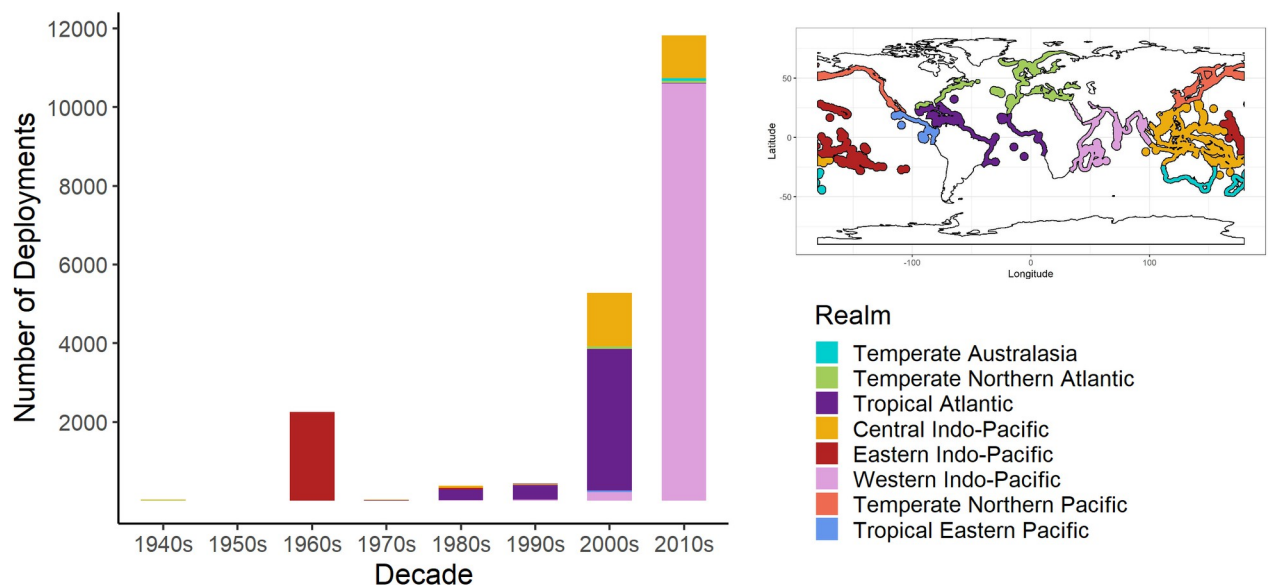 12000
10000
8000
6000
4000
2000
Number of Deployments
1940s 1950s 1960s 1970s 1980s 1990s 2000s 2010s
Decade
50
0
-50
Latitude
-100 0 100
Longitude
Realm
Temperate Australasia
Temperate Northern Atlantic
Tropical Atlantic
Central Indo-Pacific
Eastern Indo-Pacific
Western Indo-Pacific
Temperate Northern Pacific
Tropical Eastern Pacific